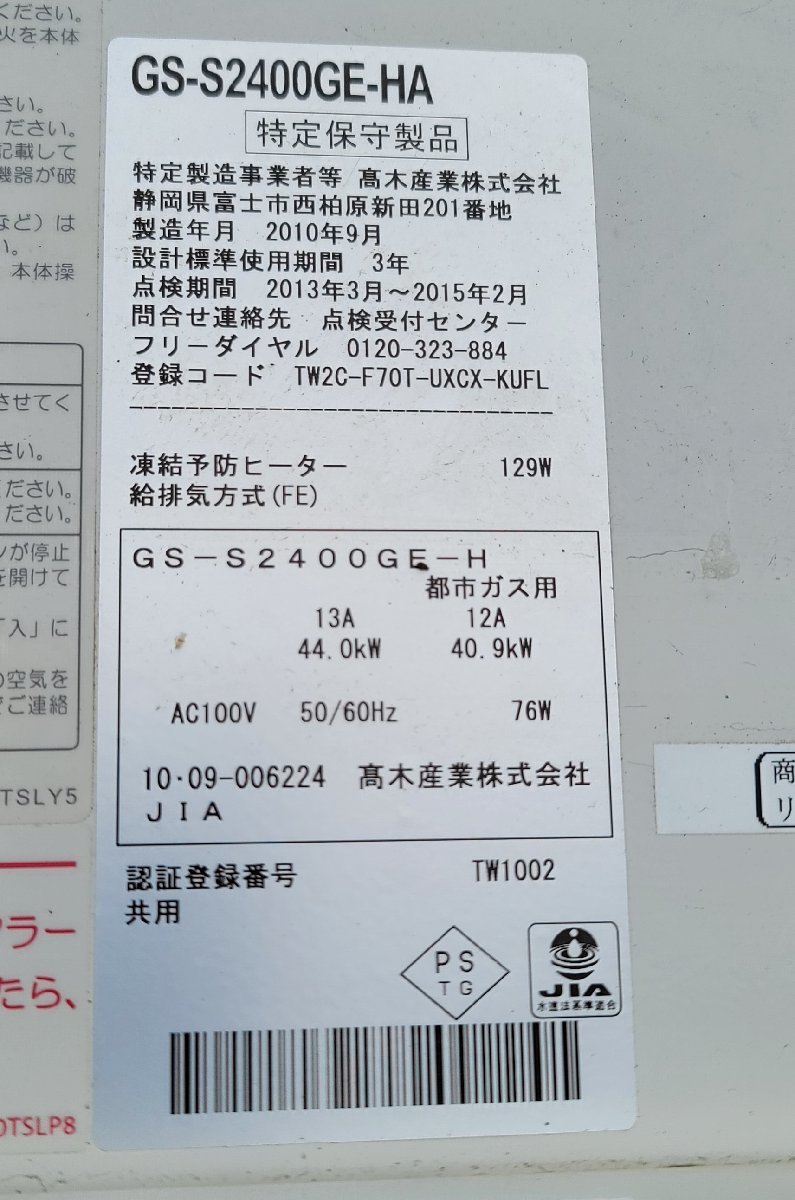 ください。
火を本体
さい。
ださい。
記載して
機器が破
など）は
い。
本体操
させてく
さい。
ださい。
ださい。
ンが停止
を開けて
「入」に
の空気を
でご連絡
TSLY5
ラー
たら、
OTSLP8
GS-S2400GE-HA
特定保守製品
特定製造事業者等 髙木産業株式会社
静岡県富士市西柏原新田201番地
製造年月 2010年9月
設計標準使用期間 3年
点検期間 2013年3月～2015年2月
問合せ連絡先 点検受付センター
フリーダイヤル 0120-323-884
登録コード TW2C-F70T-UXCX-KUFL
凍結予防ヒーター 129W
給排気方式(FE)
GS－S2400GE－H
都市ガス用
13A 12A
44.0kW 40.9kW
AC100V 50/60Hz 76W
10・09-006224 髙木産業株式会社
JIA
認証登録番号 TW1002
共用
PS
TG
JIA
水道法基準適合
商
リ